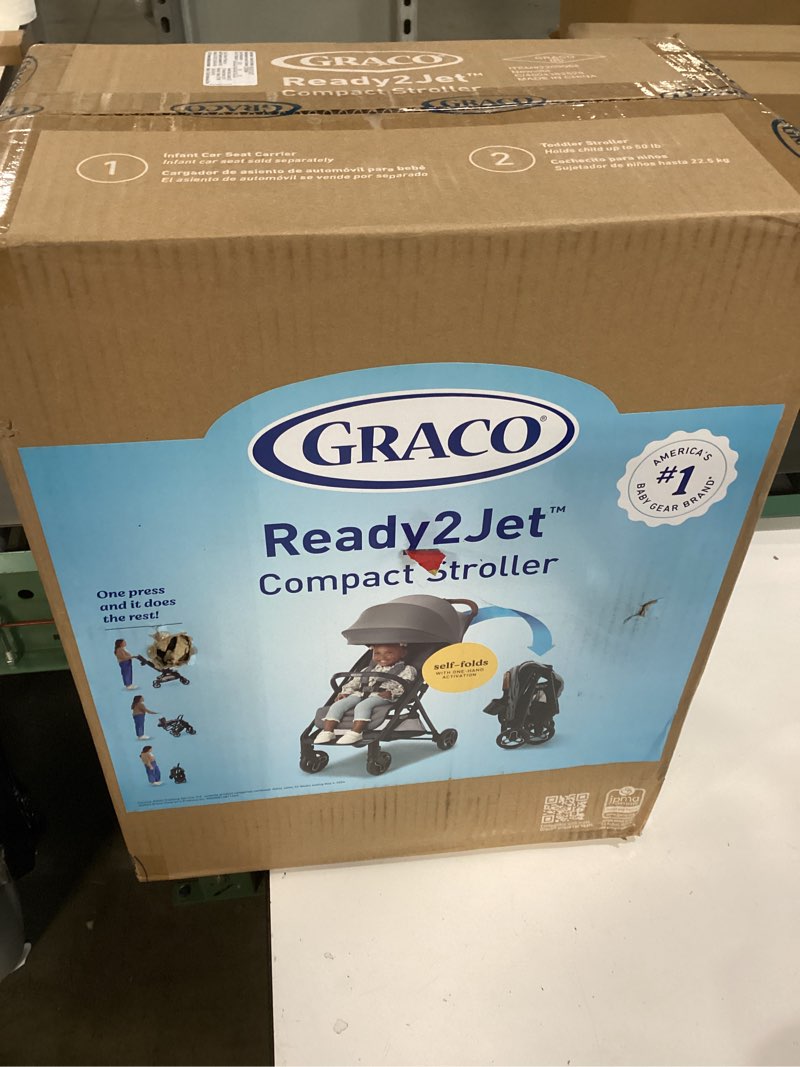 GRACO
Ready2Jet™
Compact Stroller
GRACO
GRACO
1
Infant Car Seat Carrier
Infant car seat sold separately
Cargador de asiento de automóvil para bebé
El asiento de automóvil se vende por separado
2
Toddler Stroller
Holds child up to 50 lb
Cochecito para niños
Sujetador de niños hasta 22.5 kg
GRACO®
AMERICA'S
#1
BABY GEAR BRAND*
Ready2Jet™
Compact Stroller
One press
and it does
the rest!
self-folds
WITH ONE-HAND
ACTIVATION
jpma